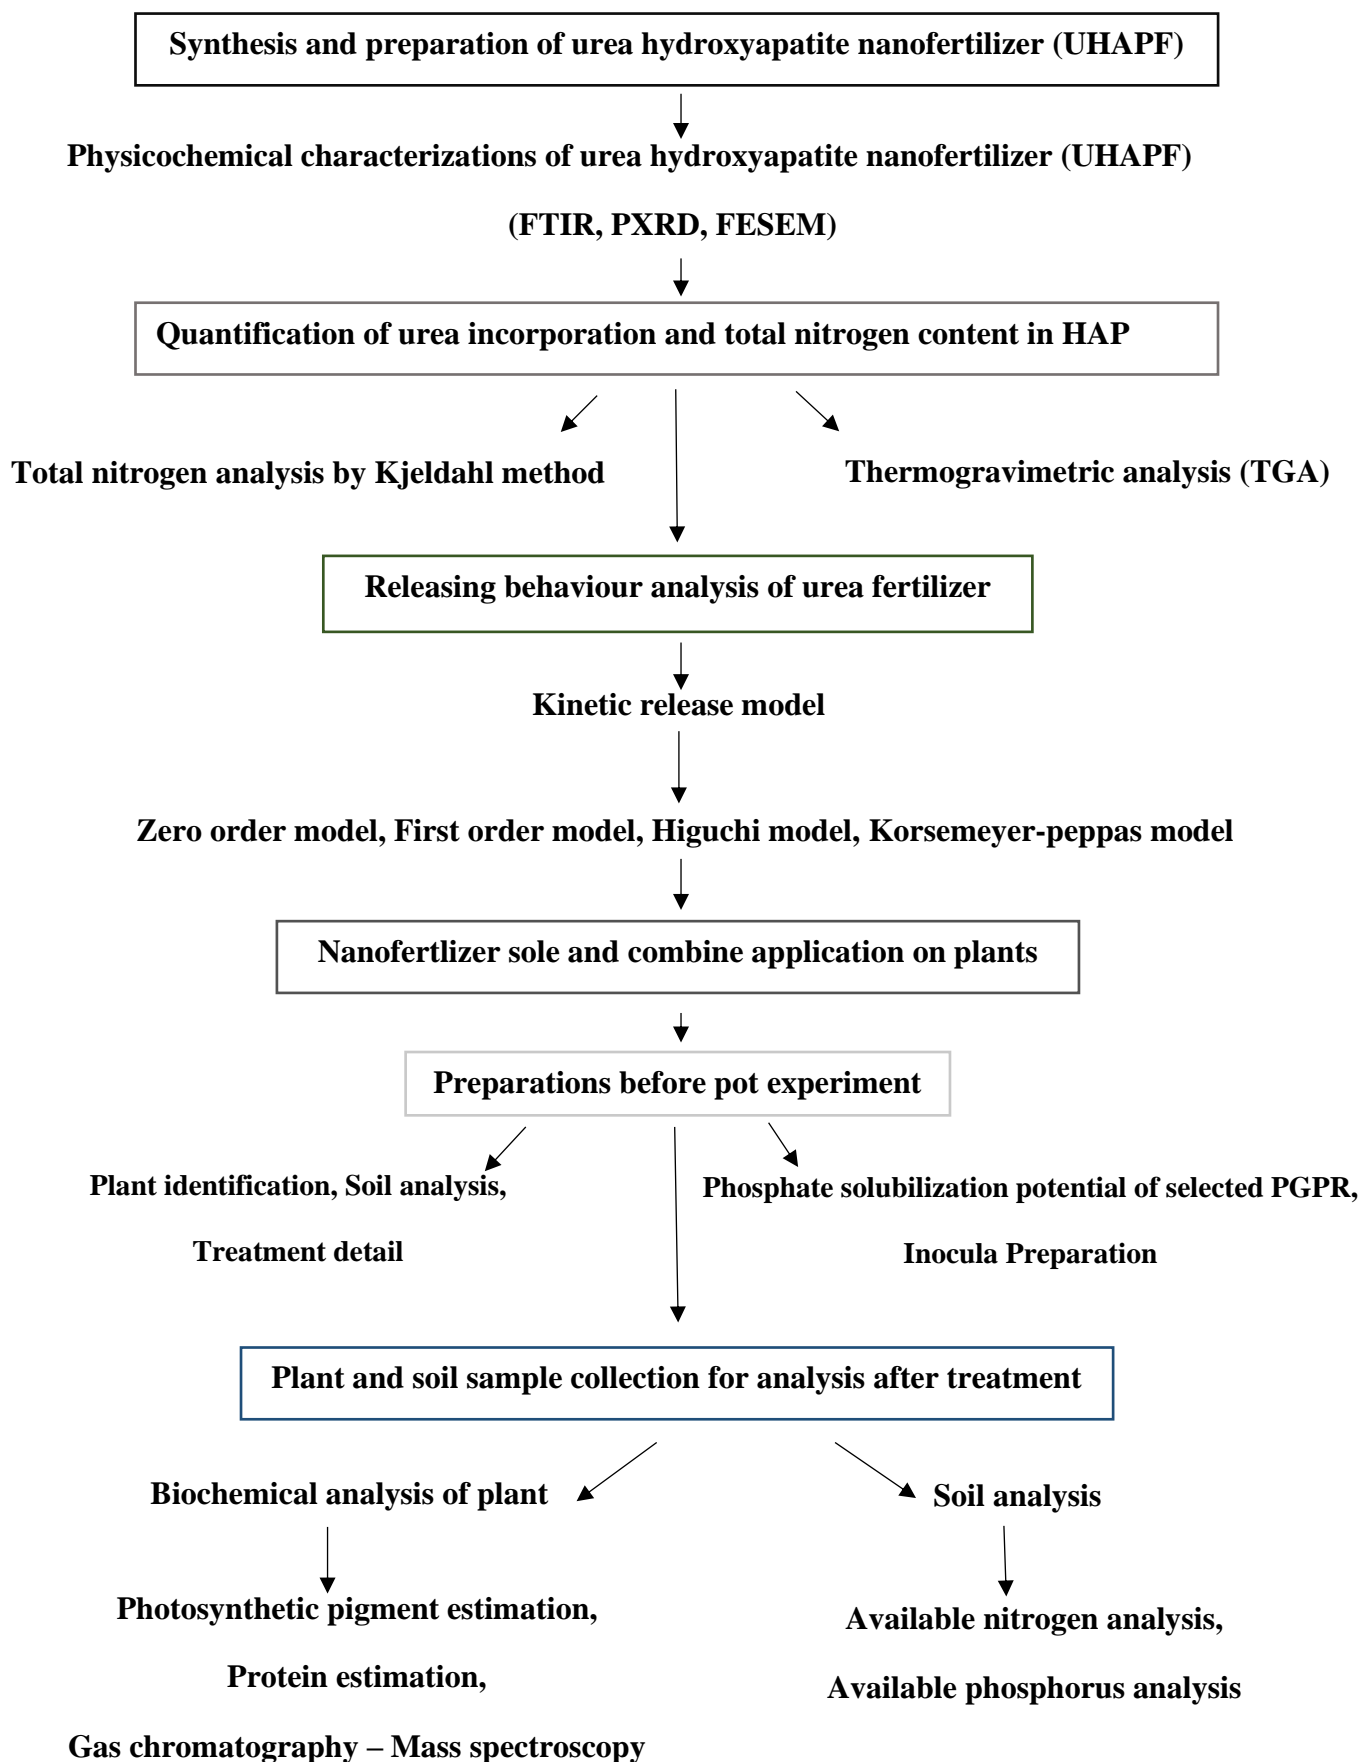 Synthesis and preparation of urea hydroxyapatite nanofertilizer (UHAPF)
Physicochemical characterizations of urea hydroxyapatite nanofertilizer (UHAPF)
(FTIR, PXRD, FESEM)
Quantification of urea incorporation and total nitrogen content in HAP
Total nitrogen analysis by Kjeldahl method
Thermogravimetric analysis (TGA)
Releasing behaviour analysis of urea fertilizer
Kinetic release model
Zero order model, First order model, Higuchi model, Korsemeyer-peppas model
Nanofertlizer sole and combine application on plants
Preparations before pot experiment
Plant identification, Soil analysis,
Treatment detail
Phosphate solubilization potential of selected PGPR,
Inocula Preparation
Plant and soil sample collection for analysis after treatment
Biochemical analysis of plant
Photosynthetic pigment estimation,
Protein estimation,
Gas chromatography – Mass spectroscopy
Soil analysis
Available nitrogen analysis,
Available phosphorus analysis